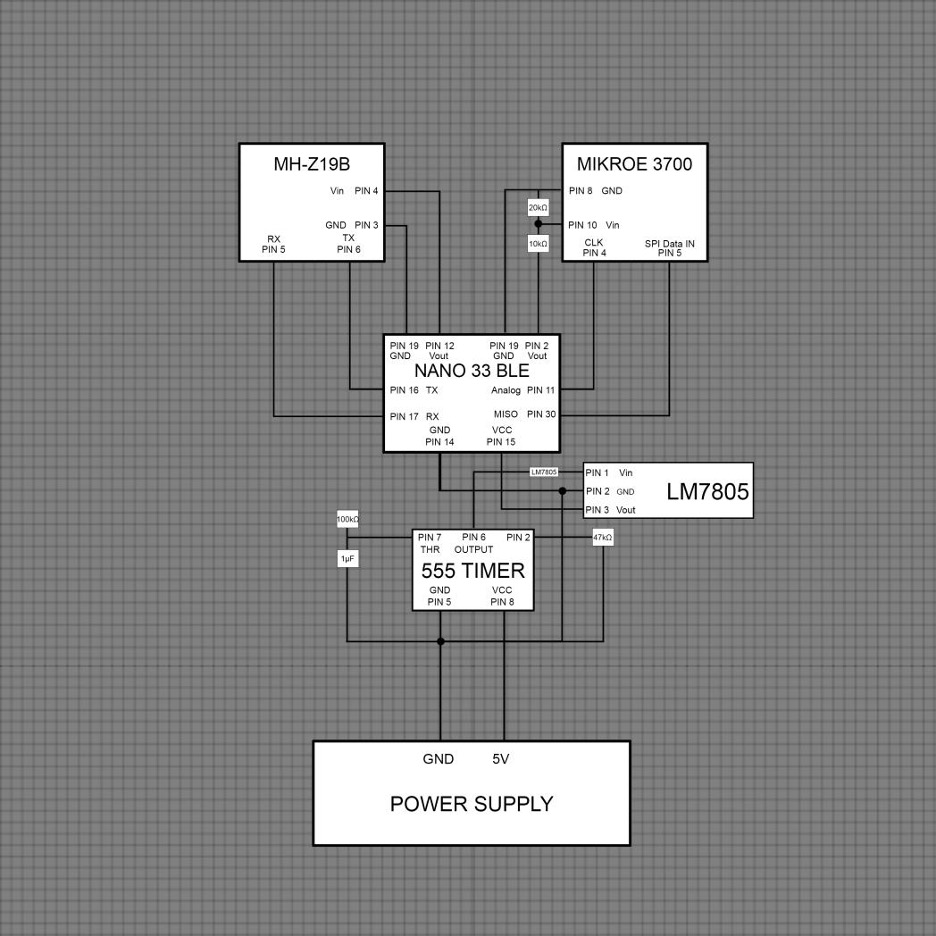 MH-Z19B
Vin PIN 4
GND PIN 3
RX
PIN 5
TX
PIN 6
MIKROE 3700
PIN 8 GND
20kΩ
PIN 10 Vin
10kΩ
CLK
PIN 4
SPI Data IN
PIN 5
PIN 19
GND
PIN 12
Vout
PIN 19
GND
PIN 2
Vout
NANO 33 BLE
PIN 16 TX
Analog PIN 11
PIN 17 RX
MISO PIN 30
GND
PIN 14
VCC
PIN 15
LM7805
PIN 1 Vin
PIN 2 GND
LM7805
PIN 3 Vout
100kΩ
1µF
47kΩ
PIN 7
THR
PIN 6
OUTPUT
PIN 2
555 TIMER
GND
PIN 5
VCC
PIN 8
GND
5V
POWER SUPPLY